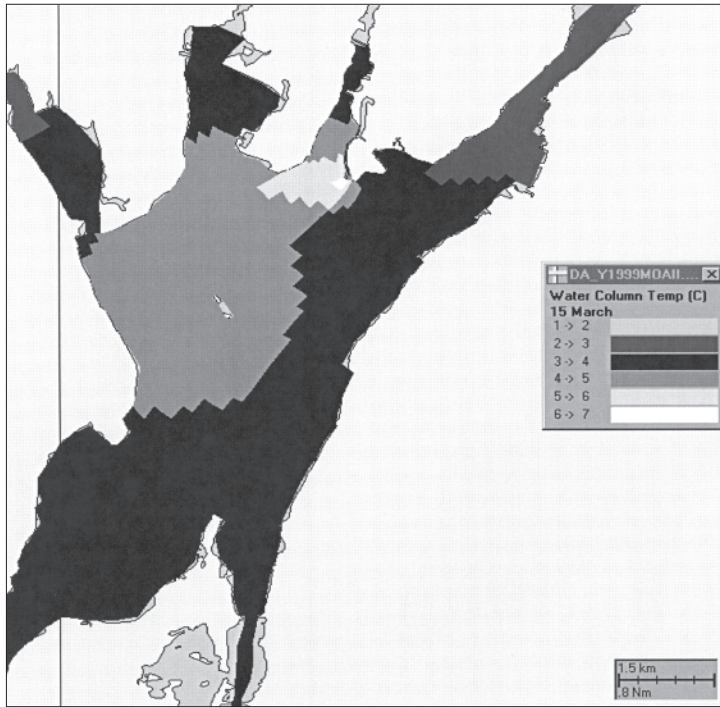 DA_Y1999MOAII....
Water Column Temp (C)
15 March
1 -> 2
2 -> 3
3 -> 4
4 -> 5
5 -> 6
6 -> 7
1.5 km
.8 Nm